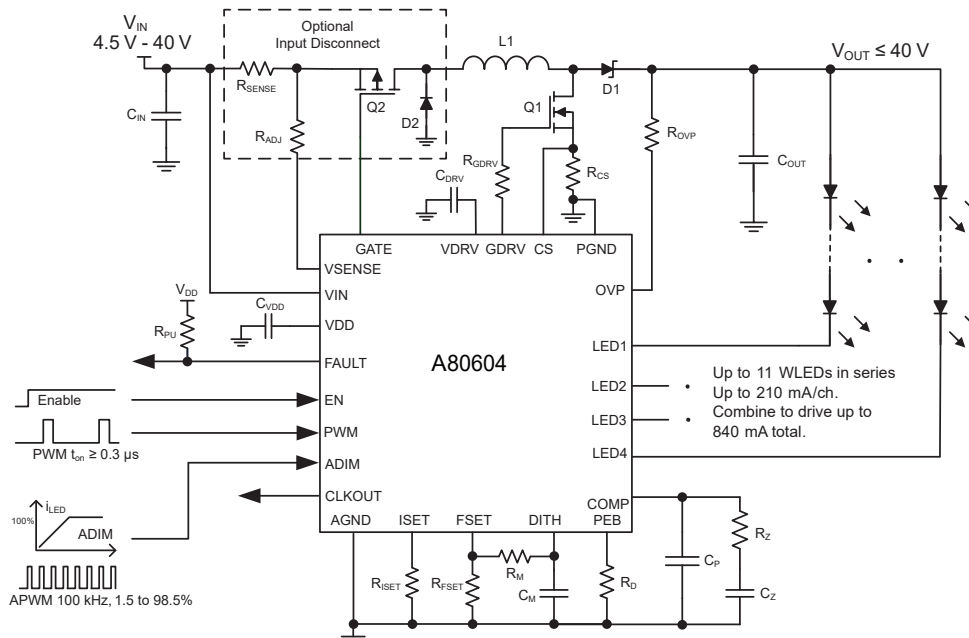 VIN
4.5 V - 40 V
Optional
Input Disconnect
L1
VOUT ≤ 40 V
RSENSE
Q2
D1
CIN
D2
Q1
RADJ
ROVP
RGDRV
COUT
CDRV
RCS
GATE
VDRV
GDRV
CS
PGND
VSENSE
VIN
OVP
VDD
CVDD
VDD
RPU
FAULT
A80604
LED1
LED2
LED3
LED4
Up to 11 WLEDs in series
Up to 210 mA/ch.
Combine to drive up to
840 mA total.
Enable
EN
PWM
PWM ton ≥ 0.3 µs
ADIM
CLKOUT
COMP
AGND
ISET
FSET
DITH
PEB
iLED
100%
ADIM
APWM 100 kHz, 1.5 to 98.5%
RISET
RFSET
RM
CM
RD
CP
RZ
CZ